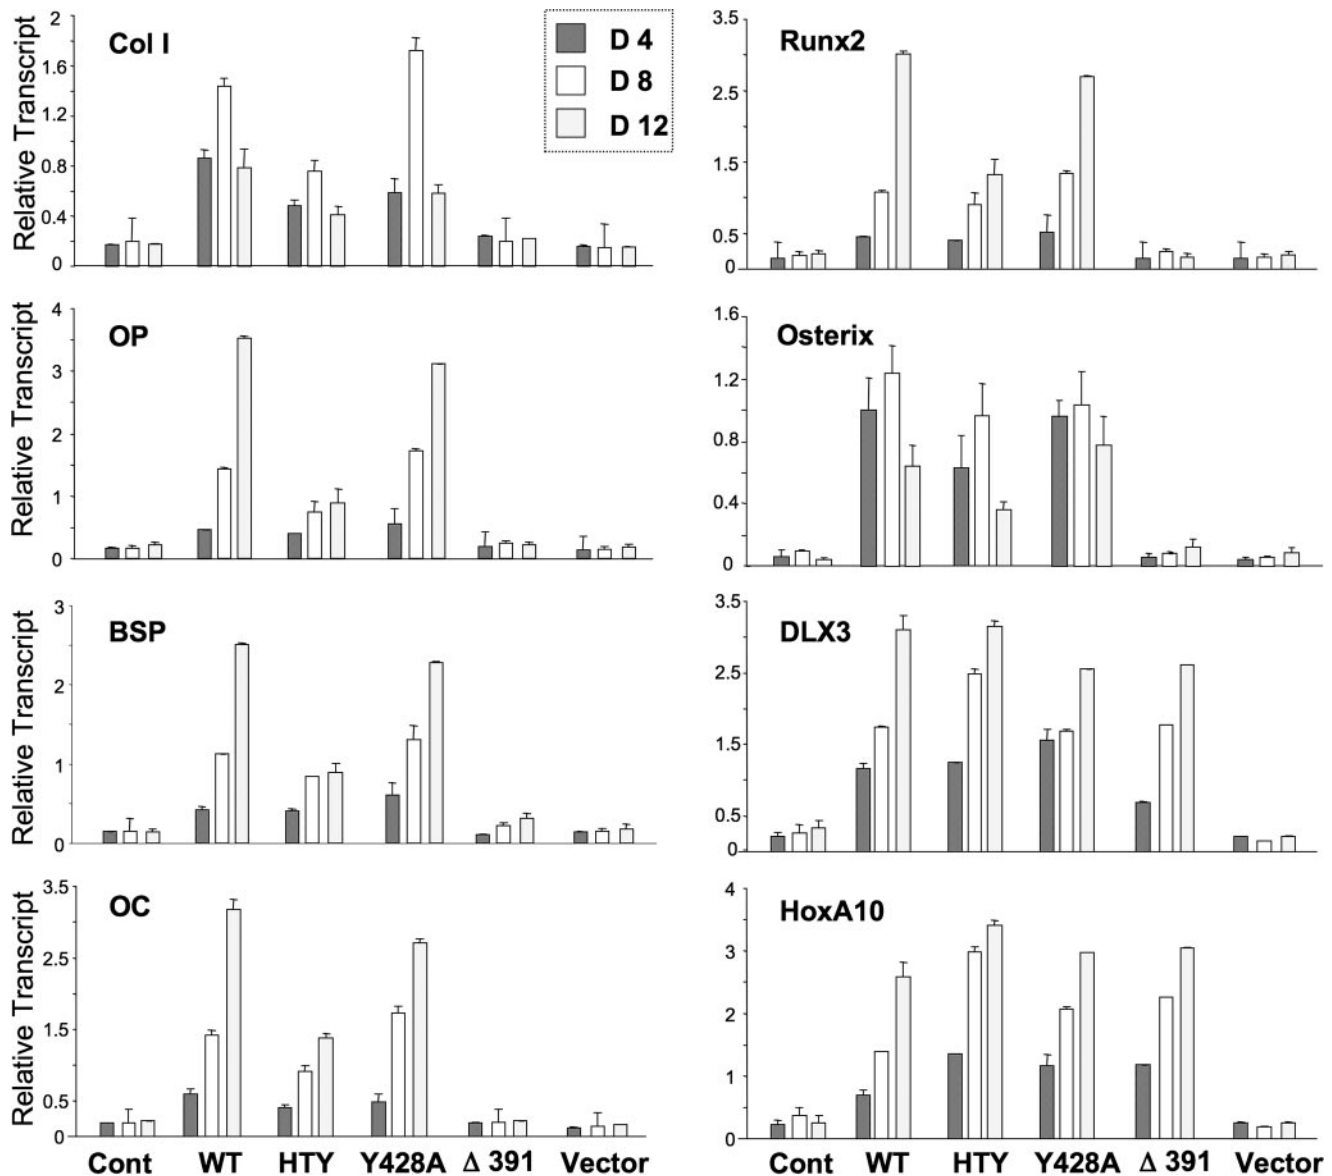 Col I
Relative Transcript
2
1.6
1.2
0.8
0.4
0
D 4
D 8
D 12
Runx2
3.5
2.5
1.5
0.5
0
OP
Relative Transcript
4
3
2
1
0
Osterix
1.6
1.2
0.8
0.4
0
BSP
Relative Transcript
3
2
1
0
DLX3
3.5
2.5
1.5
0.5
0
OC
Relative Transcript
3.5
2.5
1.5
0.5
0
HoxA10
4
3
2
1
0
Cont WT HTY Y428A Δ 391 Vector
Cont WT HTY Y428A Δ 391 Vector